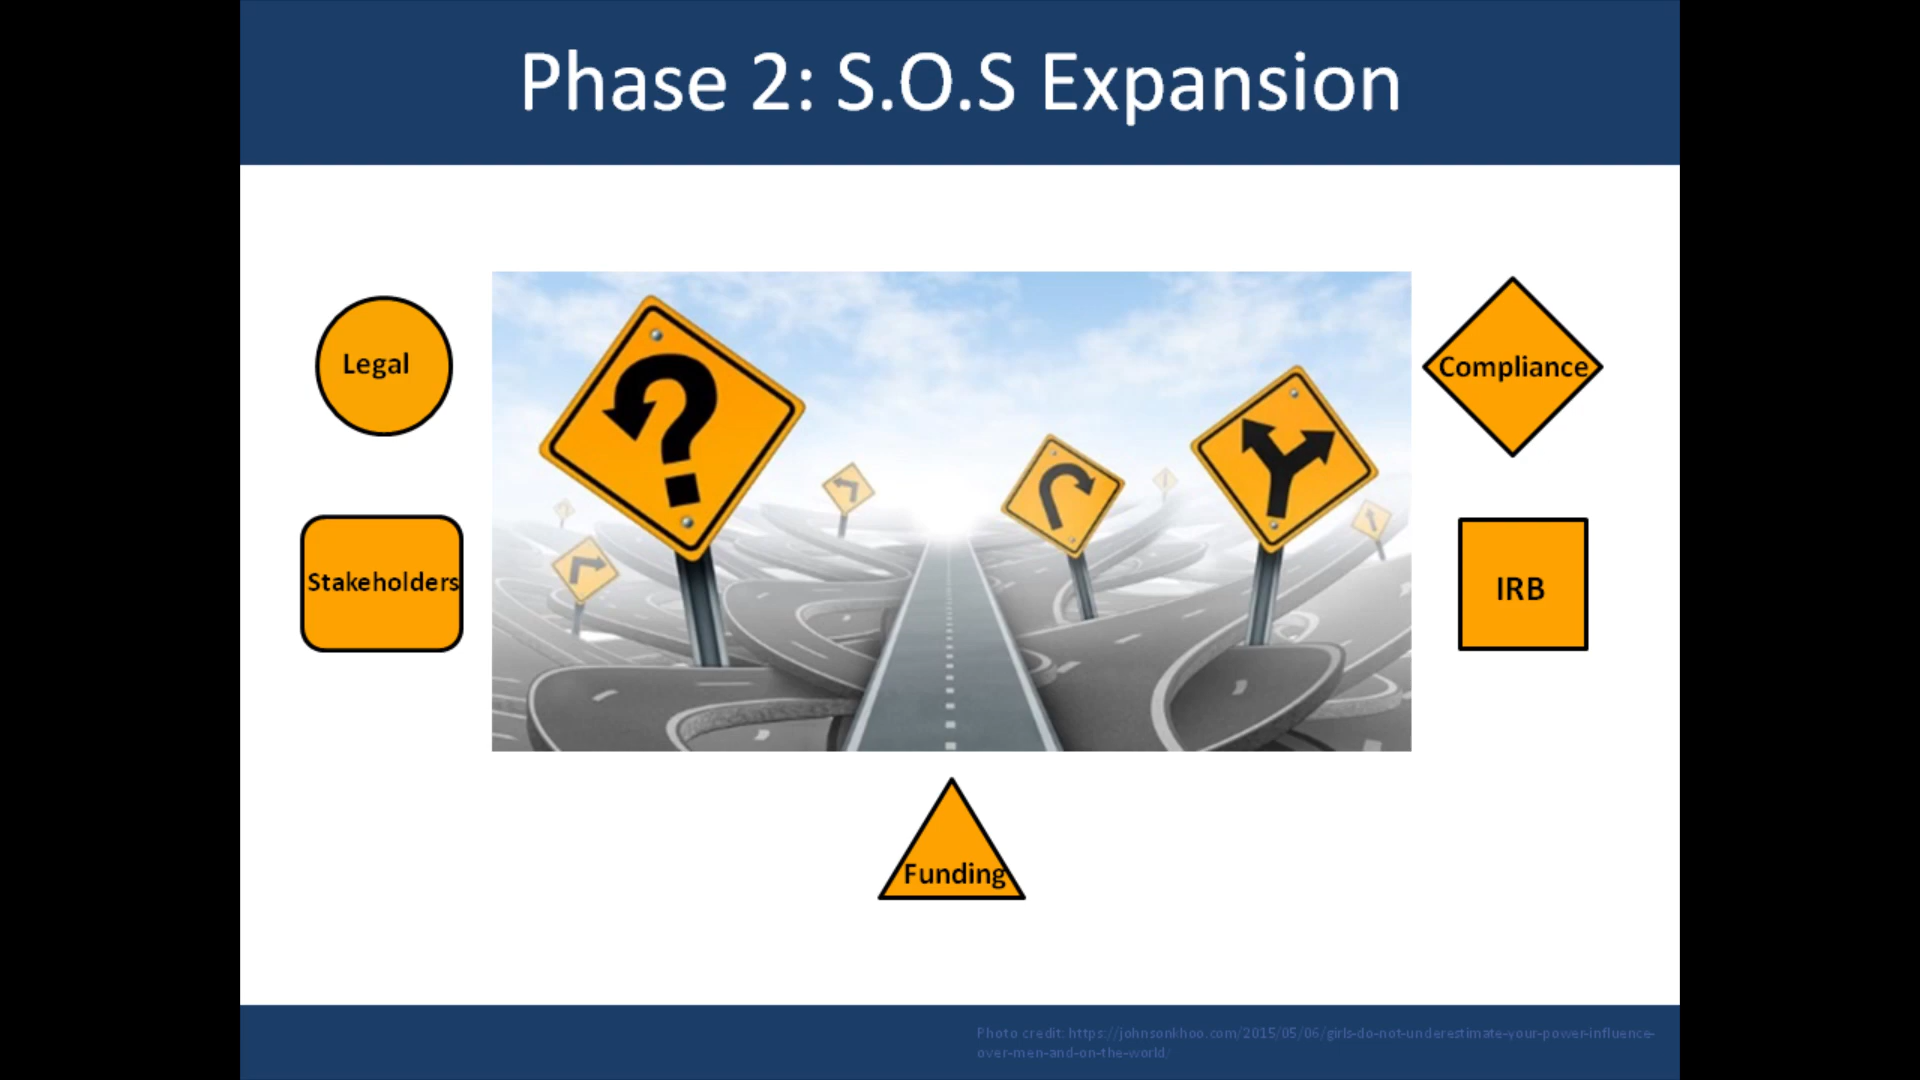 Phase 2: S.O.S Expansion
Legal
Compliance
Stakeholders
IRB
Funding
Photo credit: https://johnsonkhoo.com/2015/05/06/girls-do-not-underestimate-your-power-influence-
over-men-and-on-the-world/